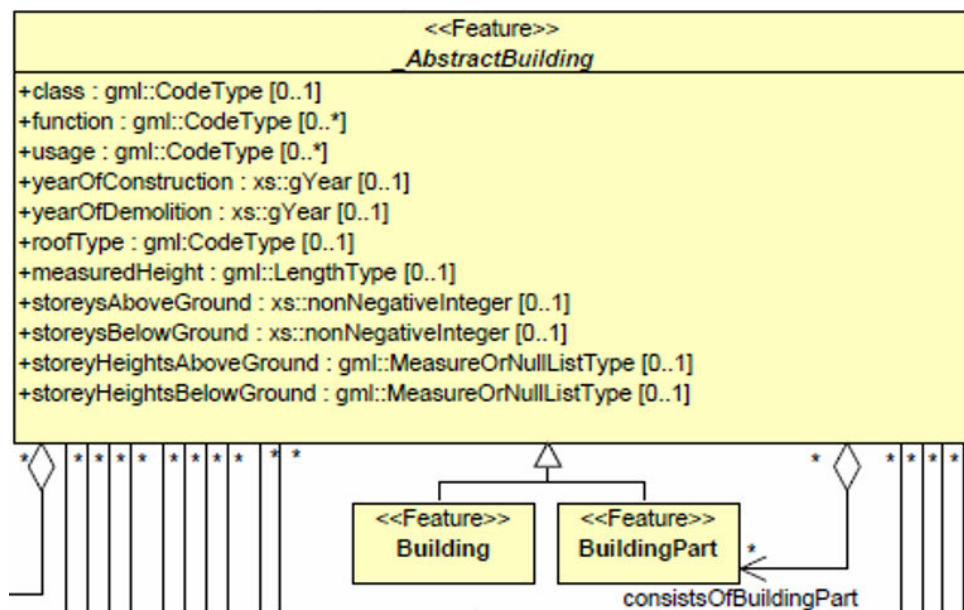 <<Feature>>
_AbstractBuilding
+class : gml::CodeType [0..1]
+function : gml::CodeType [0..*]
+usage : gml::CodeType [0..*]
+yearOfConstruction : xs::gYear [0..1]
+yearOfDemolition : xs::gYear [0..1]
+roofType : gml:CodeType [0..1]
+measuredHeight : gml::LengthType [0..1]
+storeysAboveGround : xs::nonNegativeInteger [0..1]
+storeysBelowGround : xs::nonNegativeInteger [0..1]
+storeyHeightsAboveGround : gml::MeasureOrNullListType [0..1]
+storeyHeightsBelowGround : gml::MeasureOrNullListType [0..1]
* * * * * * * * * * * * * * * *
<<Feature>> <<Feature>>
Building BuildingPart *
consistsOfBuildingPart